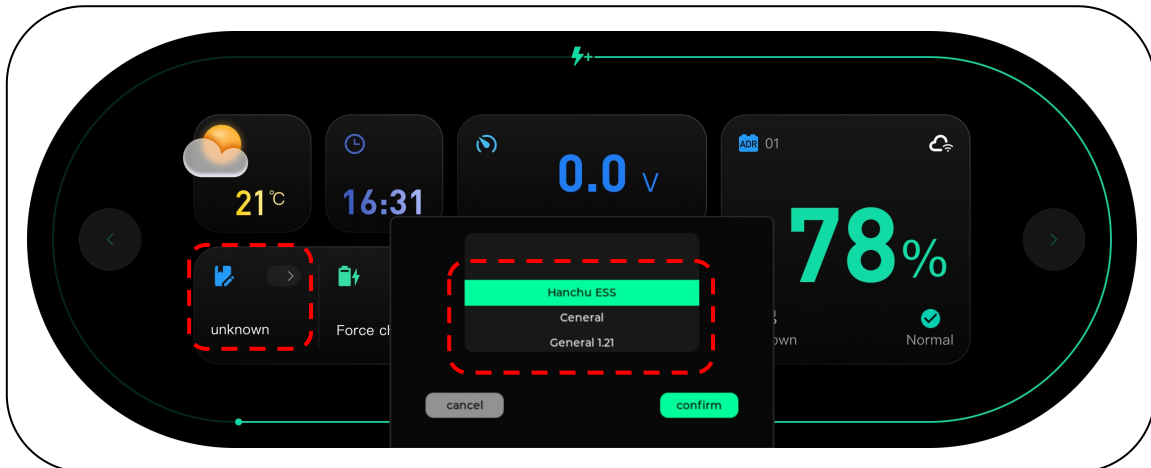 ADR 01
0.0 V
21°C
16:31
78%
Hanchu ESS
Ceneral
General 1.21
unknown
Force ch
own
Normal
cancel
confirm